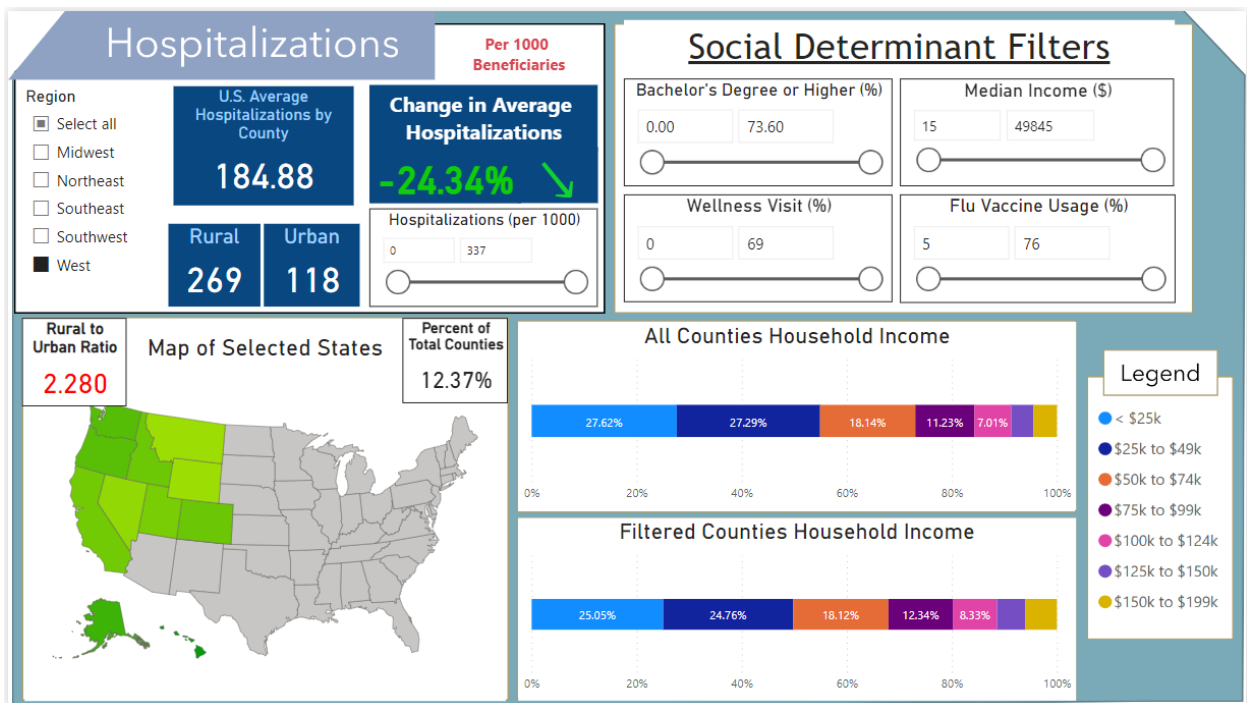 Hospitalizations
Per 1000
Beneficiaries
Region
Select all
Midwest
Northeast
Southeast
Southwest
West
U.S. Average
Hospitalizations by
County
184.88
Rural
269
Urban
118
Change in Average
Hospitalizations
-24.34%
Hospitalizations (per 1000)
0
337
Social Determinant Filters
Bachelor's Degree or Higher (%)
0.00
73.60
Median Income ($)
15
49845
Wellness Visit (%)
0
69
Flu Vaccine Usage (%)
5
76
Rural to
Urban Ratio
2.280
Map of Selected States
Percent of
Total Counties
12.37%
All Counties Household Income
27.62%
27.29%
18.14%
11.23%
7.01%
0%
20%
40%
60%
80%
100%
Filtered Counties Household Income
25.05%
24.76%
18.12%
12.34%
8.33%
0%
20%
40%
60%
80%
100%
Legend
< $25k
$25k to $49k
$50k to $74k
$75k to $99k
$100k to $124k
$125k to $150k
$150k to $199k